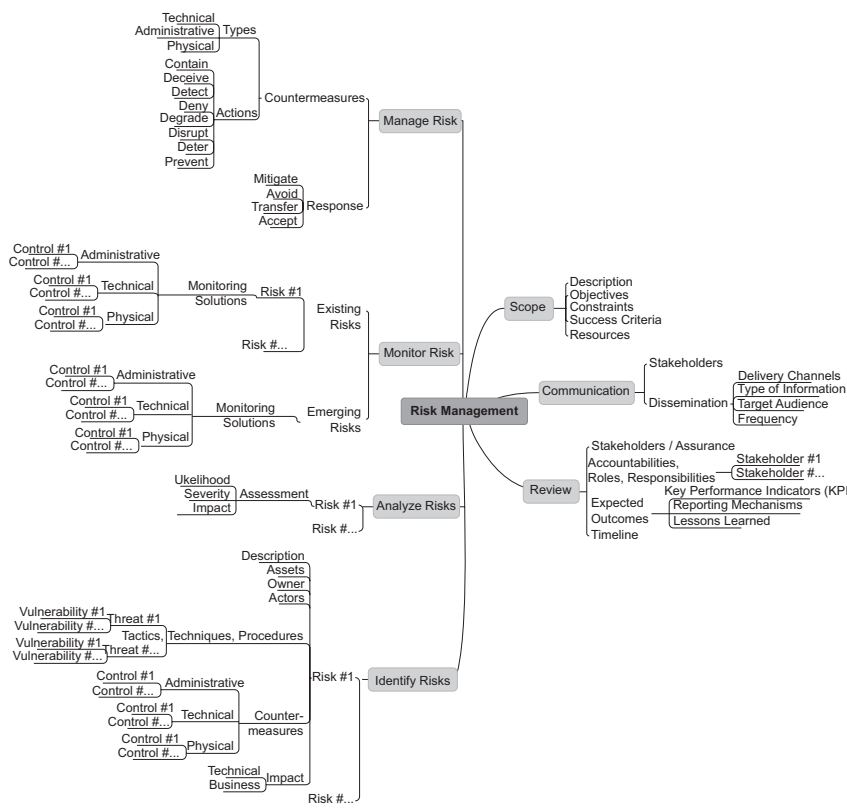 Technical
Administrative
Physical
Types
Contain
Deceive
Detect
Deny
Degrade
Disrupt
Deter
Prevent
Actions
Countermeasures
Manage Risk
Mitigate
Avoid
Transfer
Accept
Response
Control #1
Control #...
Administrative
Control #1
Control #...
Technical
Control #1
Control #...
Physical
Monitoring
Solutions
Risk #1
Risk #...
Existing
Risks
Monitor Risk
Control #1
Control #...
Administrative
Control #1
Control #...
Technical
Control #1
Control #...
Physical
Monitoring
Solutions
Emerging
Risks
Ukelihood
Severity
Impact
Assessment
Risk #1
Risk #...
Analyze Risks
Description
Assets
Owner
Actors
Vulnerability #1
Vulnerability #...
Threat #1
Vulnerability #1
Vulnerability #...
Threat #...
Tactics,
Techniques, Procedures
Control #1
Control #...
Administrative
Control #1
Control #...
Technical
Control #1
Control #...
Physical
Counter-
measures
Technical
Business
Impact
Risk #1
Risk #...
Identify Risks
Risk Management
Scope
Description
Objectives
Constraints
Success Criteria
Resources
Communication
Stakeholders
Dissemination
Delivery Channels
Type of Information
Target Audience
Frequency
Review
Stakeholders / Assurance
Accountabilities,
Roles, Responsibilities
Stakeholder #1
Stakeholder #...
Expected
Outcomes
Key Performance Indicators (KPI
Reporting Mechanisms
Lessons Learned
Timeline